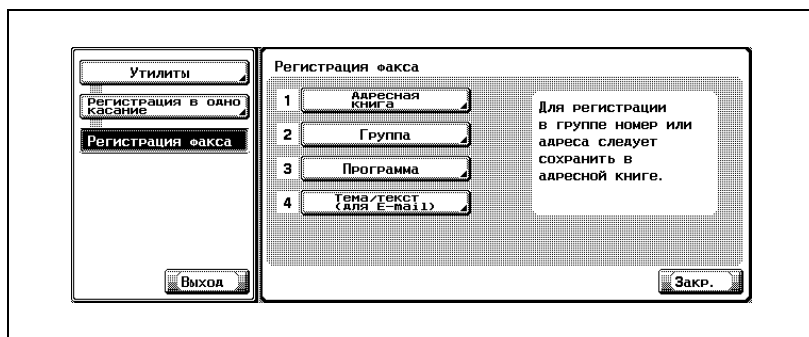 Утилиты
Регистрация в одно
касание
Регистрация факса
Выход
Регистрация факса
1 Адресная
книга
2 Группа
3 Программа
4 Тема/текст
(для E-mail)
Для регистрации
в группе номер или
адреса следует
сохранить в
адресной книге.
Закр.